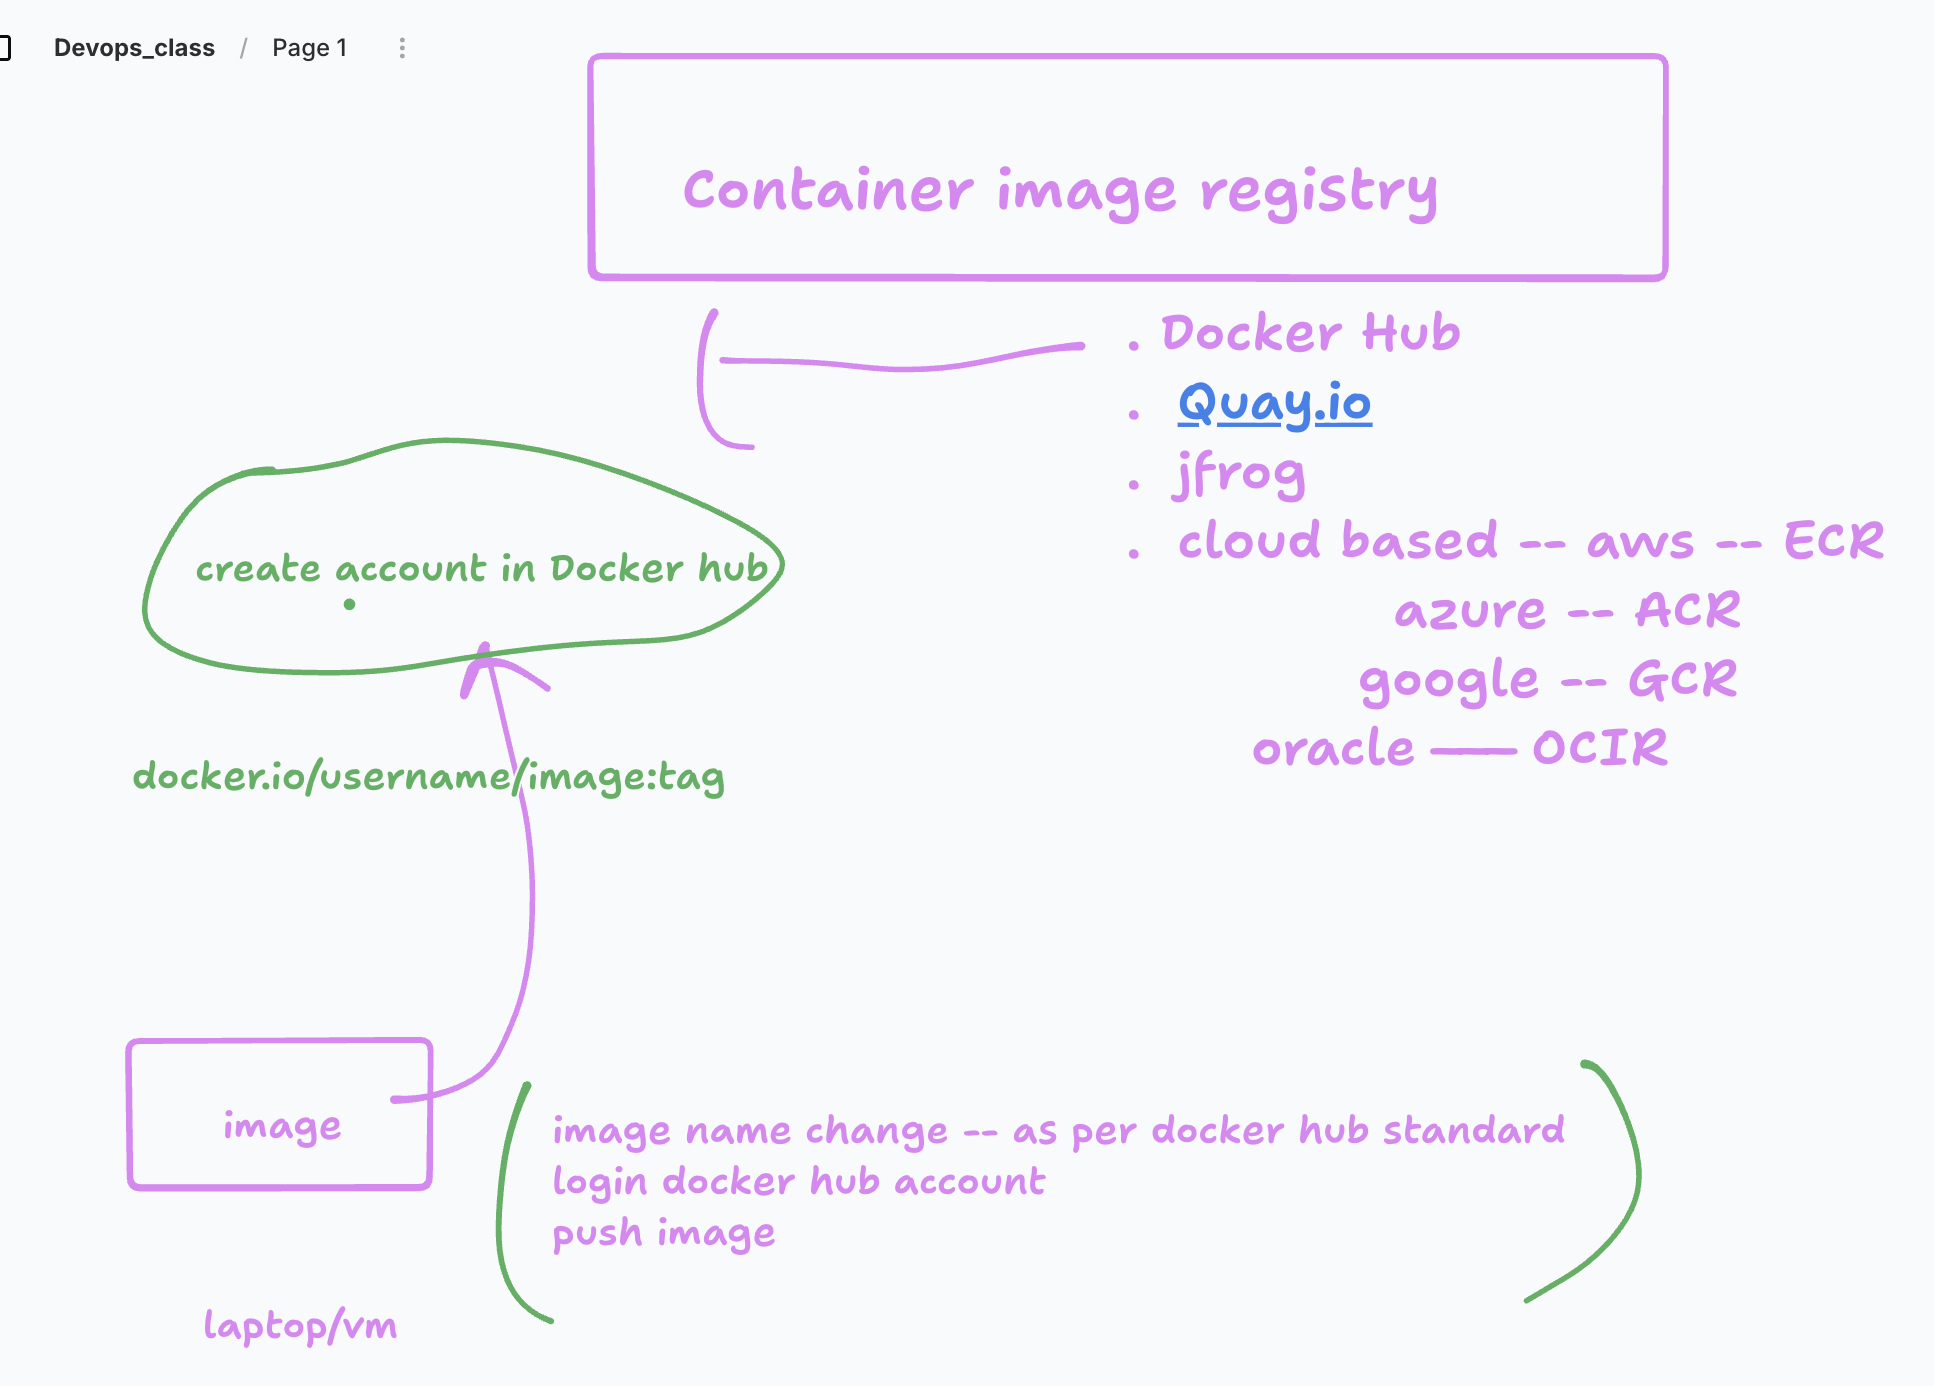 Devops_class / Page 1
Container image registry
. Docker Hub
. Quay.io
. jfrog
. cloud based -- aws -- ECR
azure -- ACR
google -- GCR
oracle —— OCIR
create account in Docker hub
docker.io/username/image:tag
image
image name change -- as per docker hub standard
login docker hub account
push image
laptop/vm